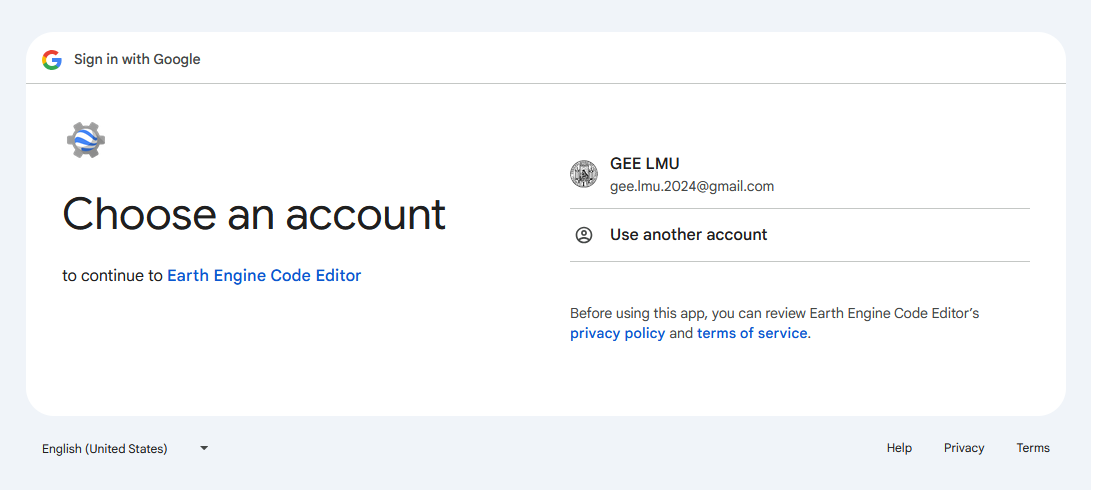 Sign in with Google
Choose an account
to continue to Earth Engine Code Editor
GEE LMU
gee.lmu.2024@gmail.com
Use another account
Before using this app, you can review Earth Engine Code Editor’s
privacy policy and terms of service.
English (United States)
Help Privacy Terms